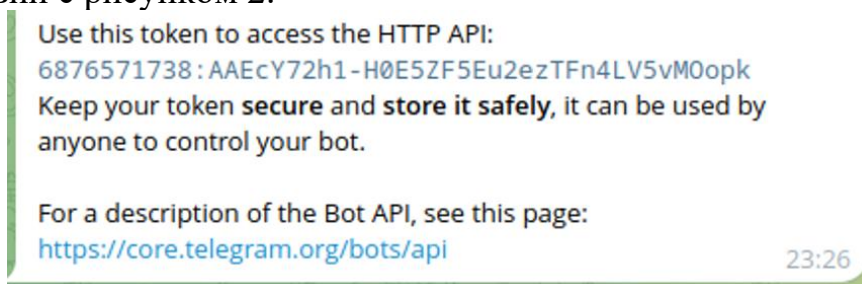 с рисунком 2.
Use this token to access the HTTP API:
6876571738:AAEcY72h1-H0E5ZF5Eu2ezTFn4LV5vMOopk
Keep your token secure and store it safely, it can be used by
anyone to control your bot.
For a description of the Bot API, see this page:
https://core.telegram.org/bots/api
23:26